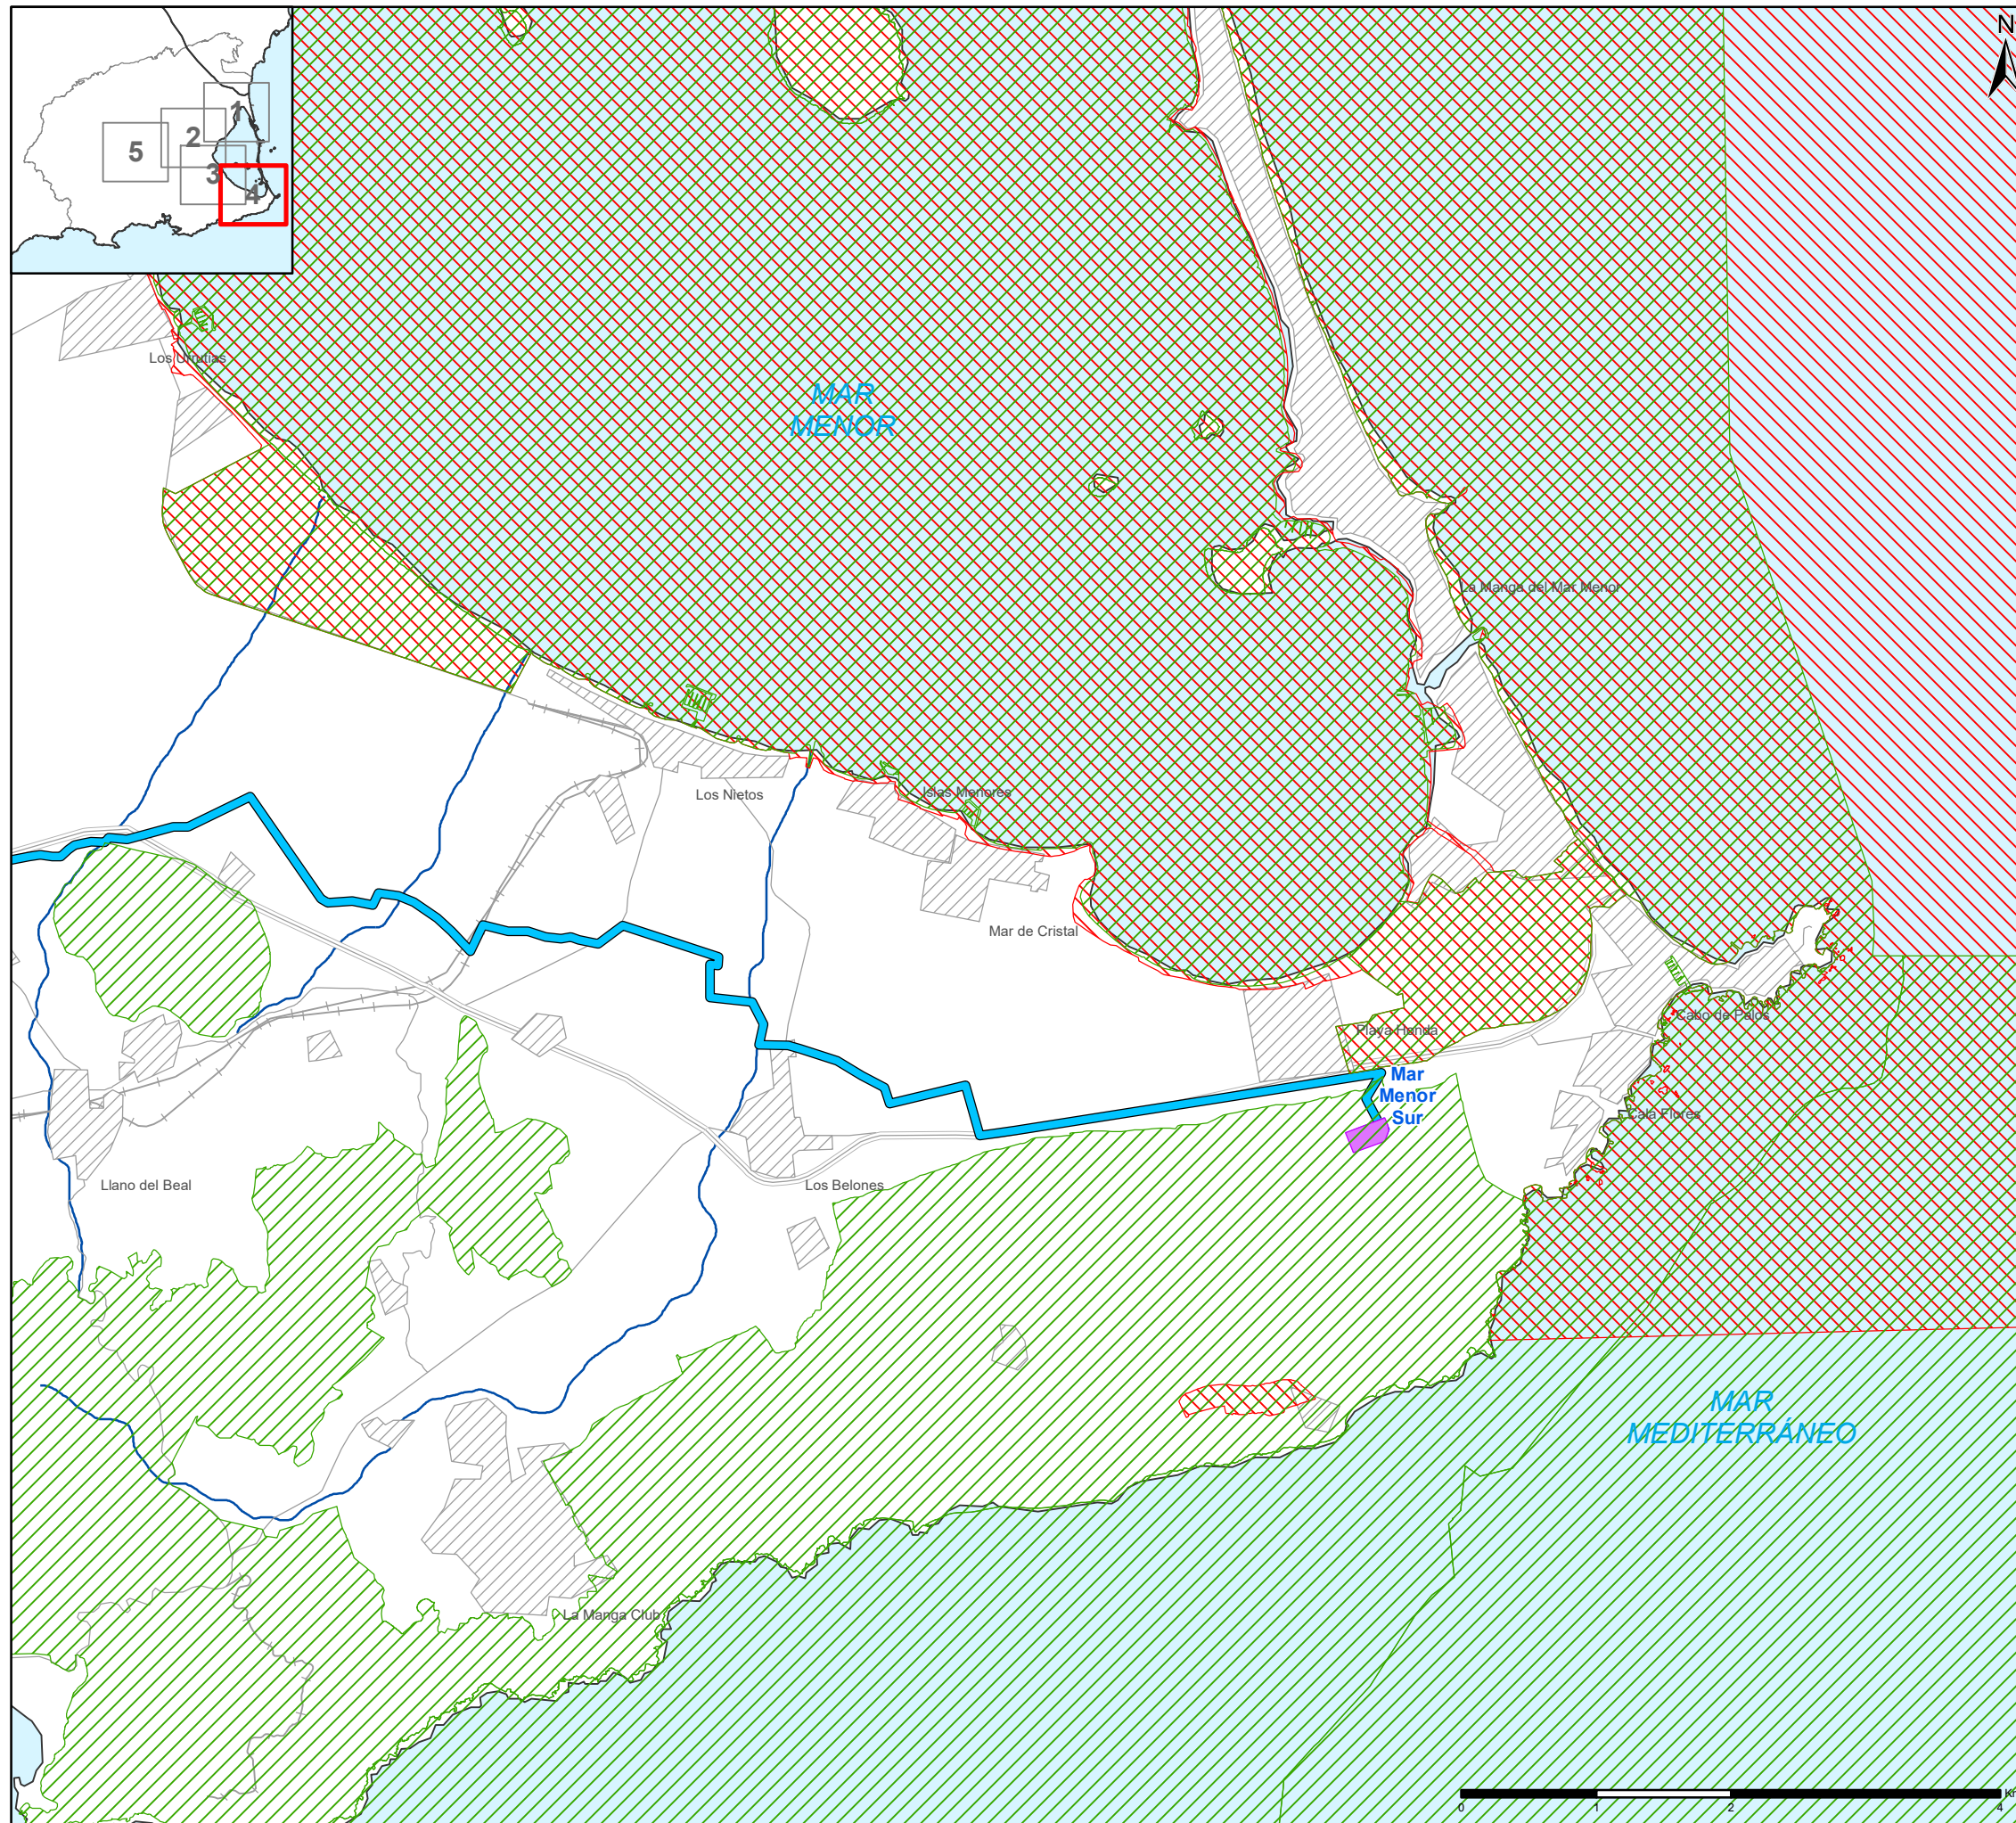 N
1
2
5
3
4
Los Urrutias
MAR
MENOR
La Manga del Mar Menor
Los Nietos
Islas Menores
Mar de Cristal
Cabo de Palos
Playa Honda
Mar
Menor
Sur
Cala Flores
Llano del Beal
Los Belones
MAR
MEDITERRÁNEO
La Manga Club
0 1 2 4